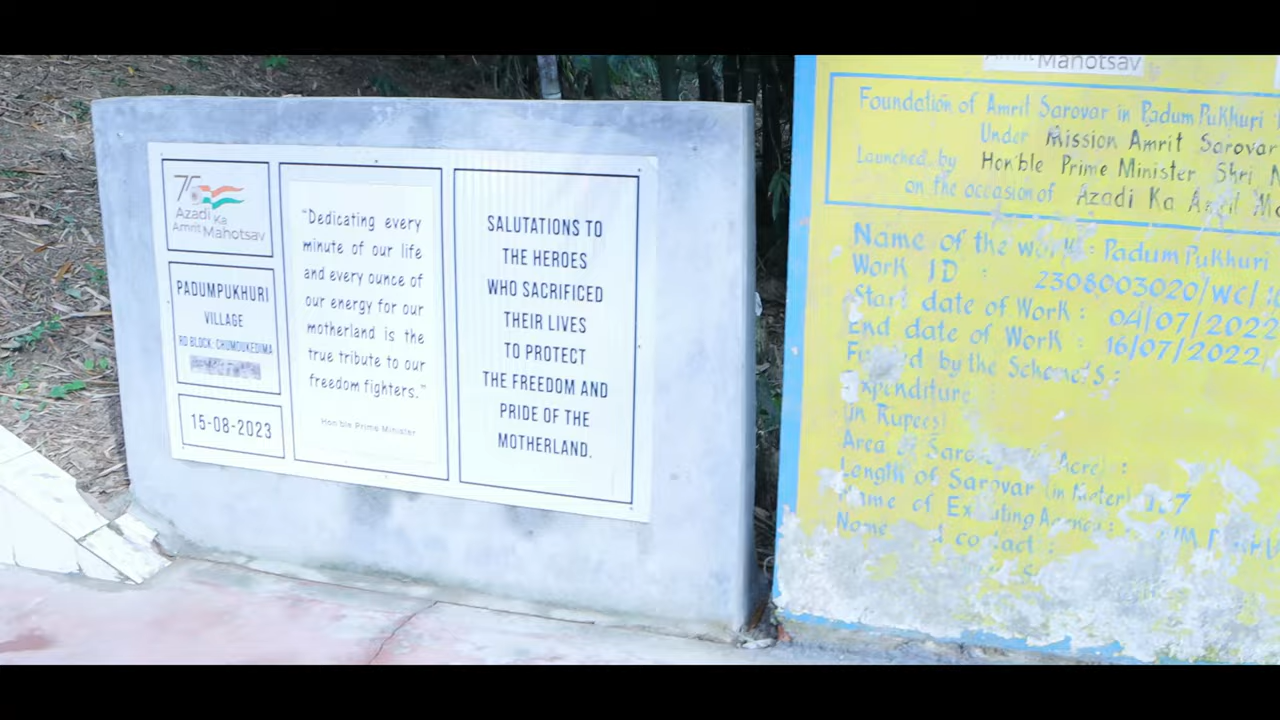 75
Azadi Ka
Amrit Mahotsav
PADUMPUKHURI
VILLAGE
RD BLOCK: CHUMOUKEDIMA
15-08-2023
"Dedicating every
minute of our life
and every ounce of
our energy for our
motherland is the
true tribute to our
freedom fighters."
Hon'ble Prime Minister
SALUTATIONS TO
THE HEROES
WHO SACRIFICED
THEIR LIVES
TO PROTECT
THE FREEDOM AND
PRIDE OF THE
MOTHERLAND.
Amrit Mahotsav
Foundation of Amrit Sarovar in Padum Pukhuri
Under Mission Amrit Sarovar
Launched by Hon'ble Prime Minister Shri
on the occasion of Azadi Ka
Name of the work : Padum Pukhuri
Work ID : 2308003020/WC/
Start date of Work : 04/07/2022
End date of Work : 16/07/2022
by the Scheme/S :
Expenditure
(in Rupees)
Area of
Length of Sarovar (in Meter)
Name of
Name :